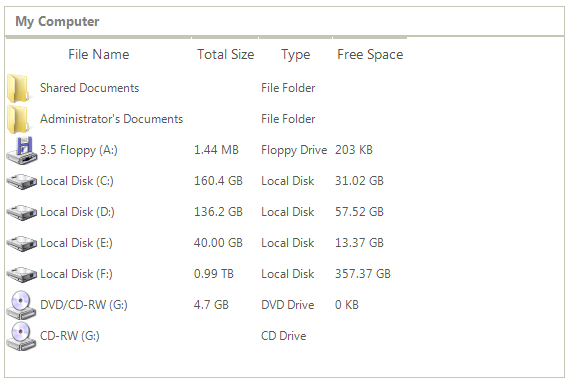 My Computer
File Name Total Size Type Free Space
Shared Documents File Folder
Administrator's Documents File Folder
3.5 Floppy (A:) 1.44 MB Floppy Drive 203 KB
Local Disk (C:) 160.4 GB Local Disk 31.02 GB
Local Disk (D:) 136.2 GB Local Disk 57.52 GB
Local Disk (E:) 40.00 GB Local Disk 13.37 GB
Local Disk (F:) 0.99 TB Local Disk 357.37 GB
DVD/CD-RW (G:) 4.7 GB DVD Drive 0 KB
CD-RW (G:) CD Drive